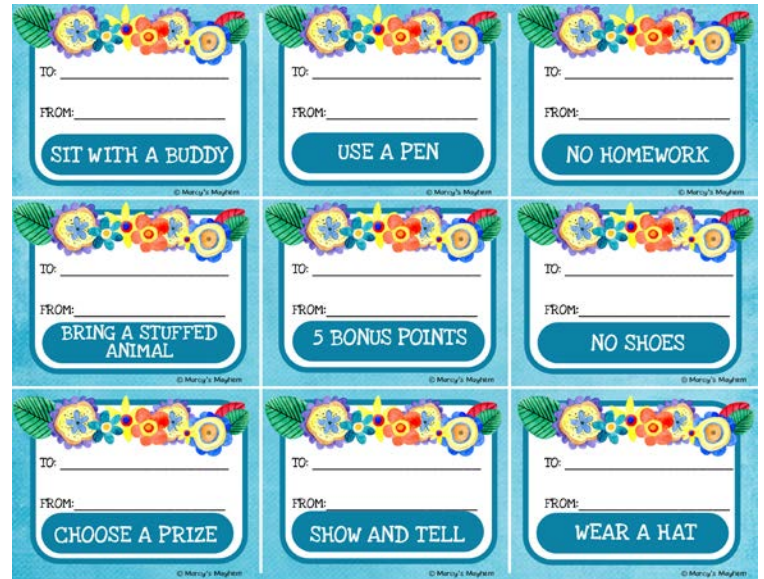 TO:
FROM:
SIT WITH A BUDDY
© Marcy's Mayhem
TO:
FROM:
USE A PEN
© Marcy's Mayhem
TO:
FROM:
NO HOMEWORK
© Marcy's Mayhem
TO:
FROM:
BRING A STUFFED
ANIMAL
© Marcy's Mayhem
TO:
FROM:
5 BONUS POINTS
© Marcy's Mayhem
TO:
FROM:
NO SHOES
© Marcy's Mayhem
TO:
FROM:
CHOOSE A PRIZE
© Marcy's Mayhem
TO:
FROM:
SHOW AND TELL
© Marcy's Mayhem
TO:
FROM:
WEAR A HAT
© Marcy's Mayhem